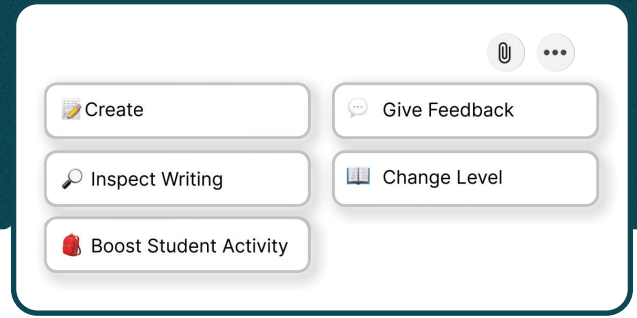 Create
Give Feedback
Inspect Writing
Change Level
Boost Student Activity